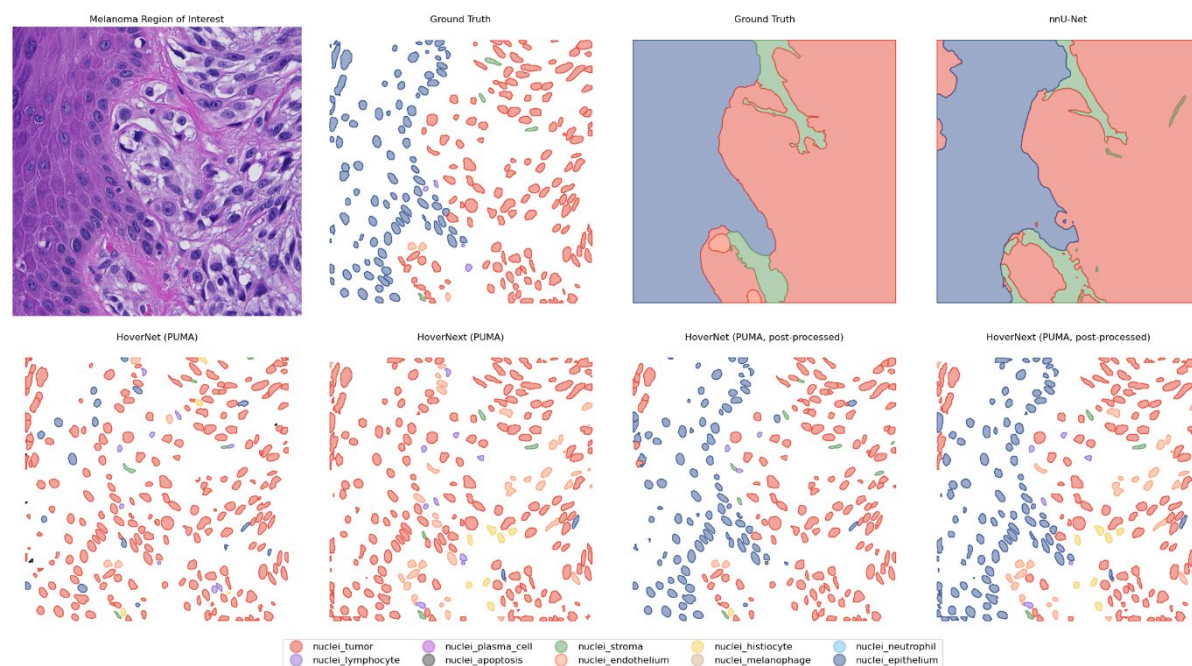 Melanoma Region of Interest
Ground Truth
Ground Truth
nnU-Net
HoverNet (PUMA)
HoverNext (PUMA)
HoverNet (PUMA, post-processed)
HoverNext (PUMA, post-processed)
nuclei_tumor nuclei_plasma_cell nuclei_stroma nuclei_histiocyte nuclei_neutrophil
nuclei_lymphocyte nuclei_apoptosis nuclei_endothelium nuclei_melanophage nuclei_epithelium